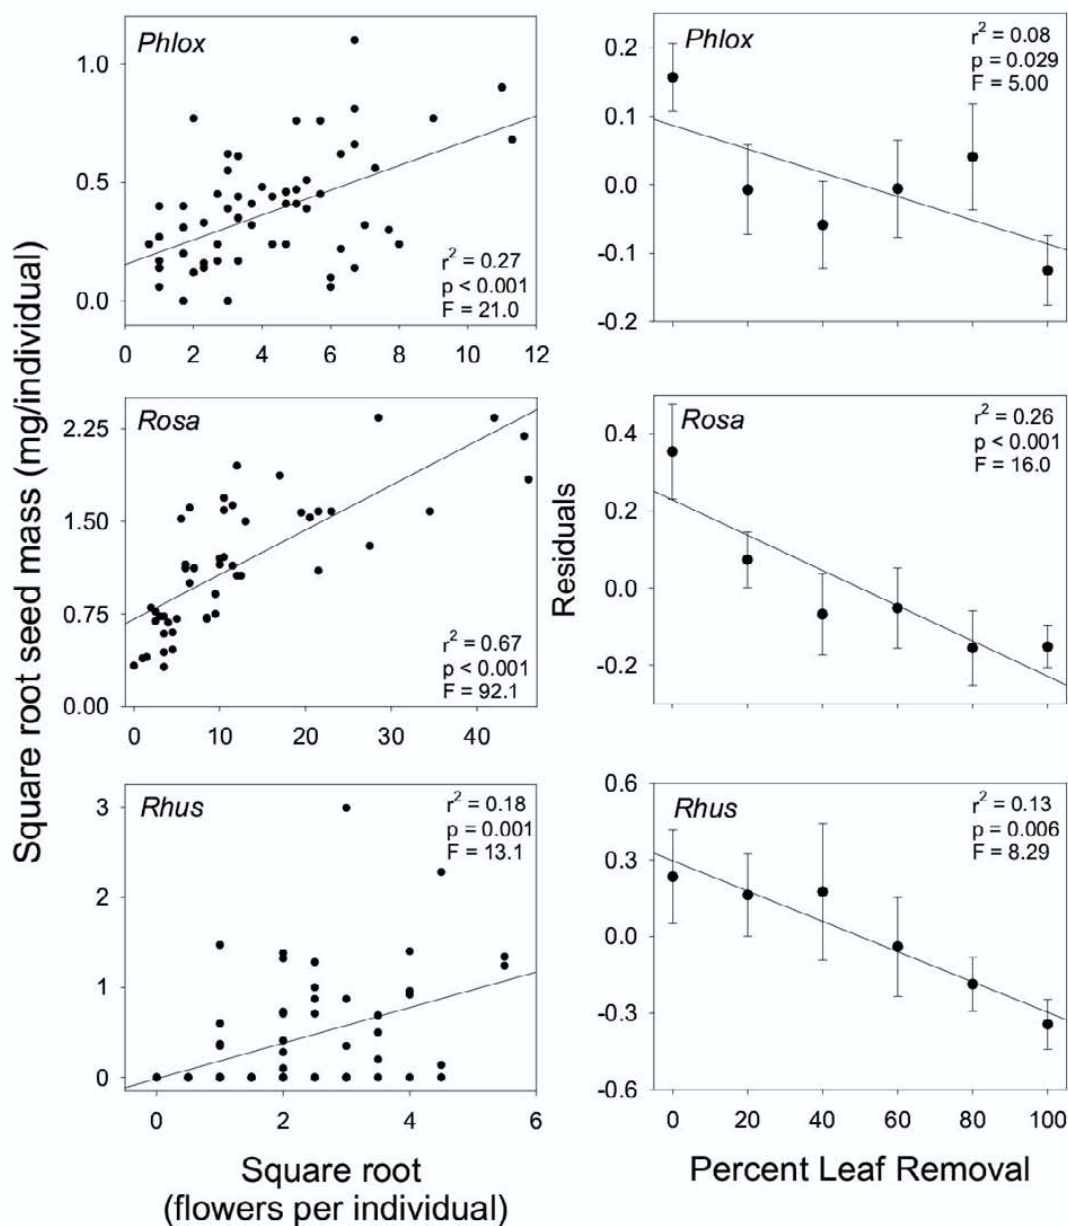 Square root seed mass (mg/individual)
Phlox
1.0
0.5
0.0
r² = 0.27
p < 0.001
F = 21.0
0 2 4 6 8 10 12
Rosa
2.25
1.50
0.75
0.00
r² = 0.67
p < 0.001
F = 92.1
0 10 20 30 40
Rhus
3
2
1
0
r² = 0.18
p = 0.001
F = 13.1
0 2 4 6
Square root
(flowers per individual)
Residuals
Phlox
0.2
0.1
0.0
-0.1
-0.2
r² = 0.08
p = 0.029
F = 5.00
Rosa
0.4
0.2
0.0
-0.2
r² = 0.26
p < 0.001
F = 16.0
Rhus
0.6
0.3
0.0
-0.3
-0.6
r² = 0.13
p = 0.006
F = 8.29
0 20 40 60 80 100
Percent Leaf Removal